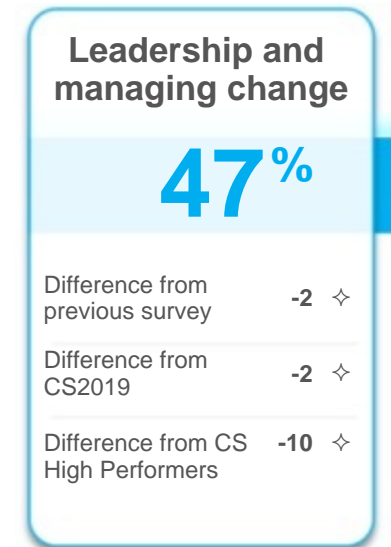 Leadership and
managing change
47%
Difference from
previous survey -2 ✧
Difference from
CS2019 -2 ✧
Difference from CS -10 ✧
High Performers